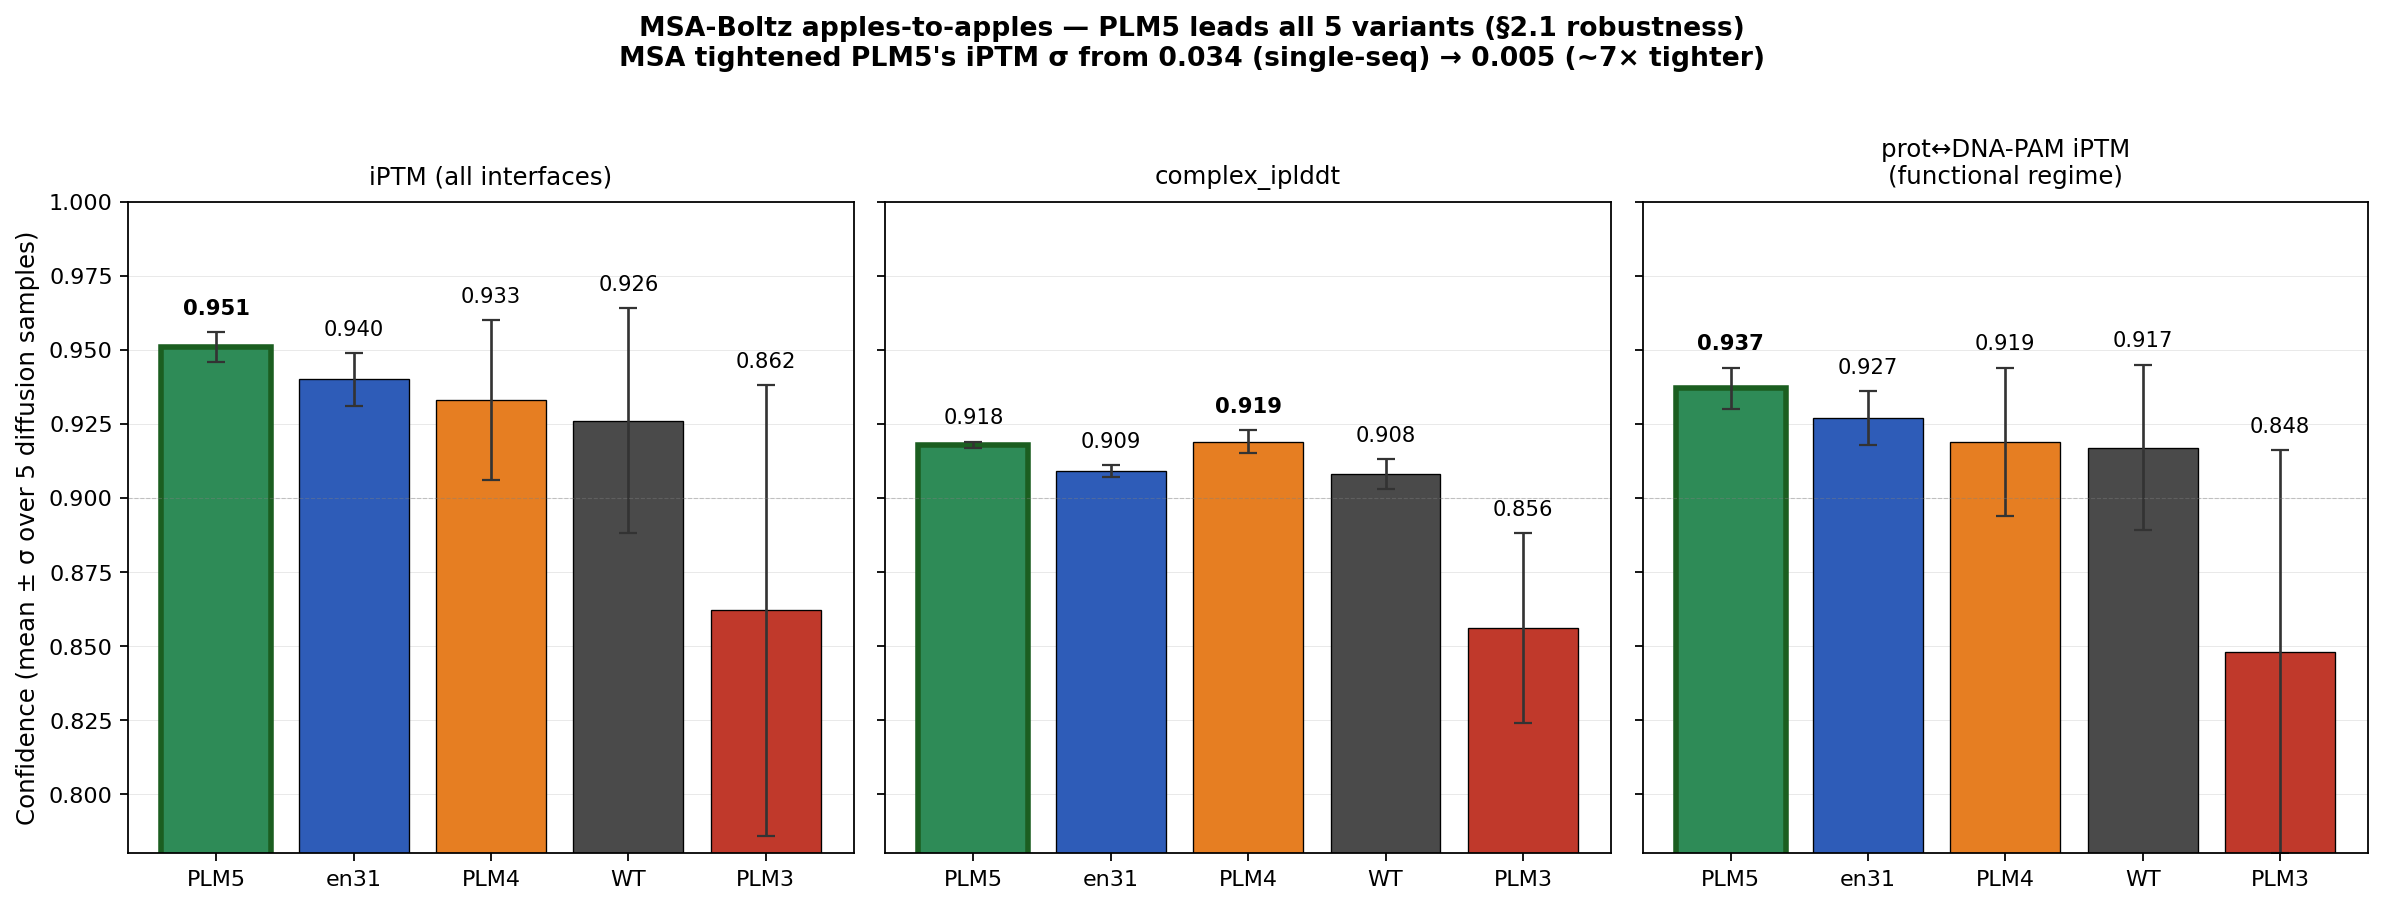 MSA-Boltz apples-to-apples — PLM5 leads all 5 variants (§2.1 robustness)
MSA tightened PLM5's iPTM σ from 0.034 (single-seq) → 0.005 (~7× tighter)
iPTM (all interfaces)
Confidence (mean ± σ over 5 diffusion samples)
1.000
0.975
0.950
0.925
0.900
0.875
0.850
0.825
0.800
0.951
0.940
0.933
0.926
0.862
PLM5
en31
PLM4
WT
PLM3
complex_iplddt
0.918
0.909
0.919
0.908
0.856
PLM5
en31
PLM4
WT
PLM3
prot↔DNA-PAM iPTM
(functional regime)
0.937
0.927
0.919
0.917
0.848
PLM5
en31
PLM4
WT
PLM3